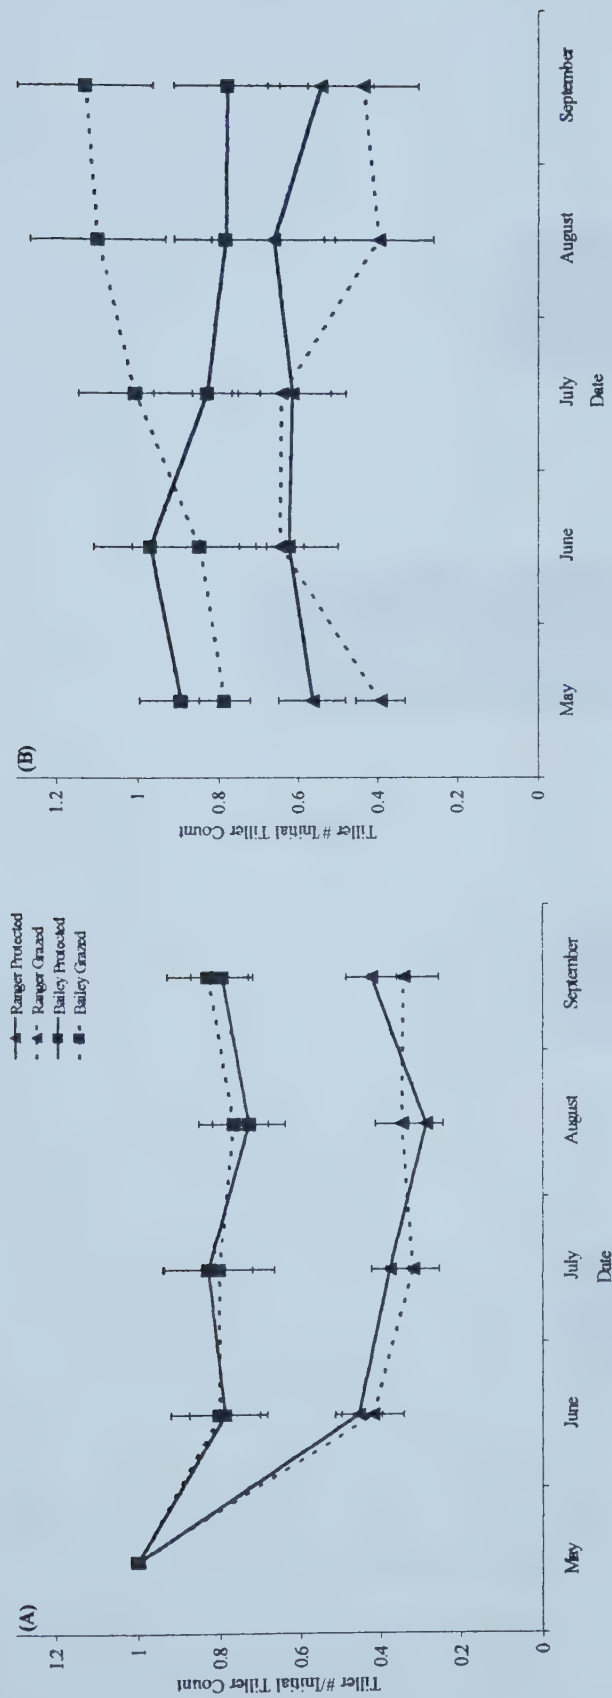 Ranger Protected
Ranger Grazed
Bailey Protected
Bailey Grazed
(A)
Tiller #/Initial Tiller Count
1.2
1
0.8
0.6
0.4
0.2
0
May
June
July
August
September
Date
(B)
Tiller #/Initial Tiller Count
1.2
1
0.8
0.6
0.4
0.2
0
May
June
July
August
September
Date